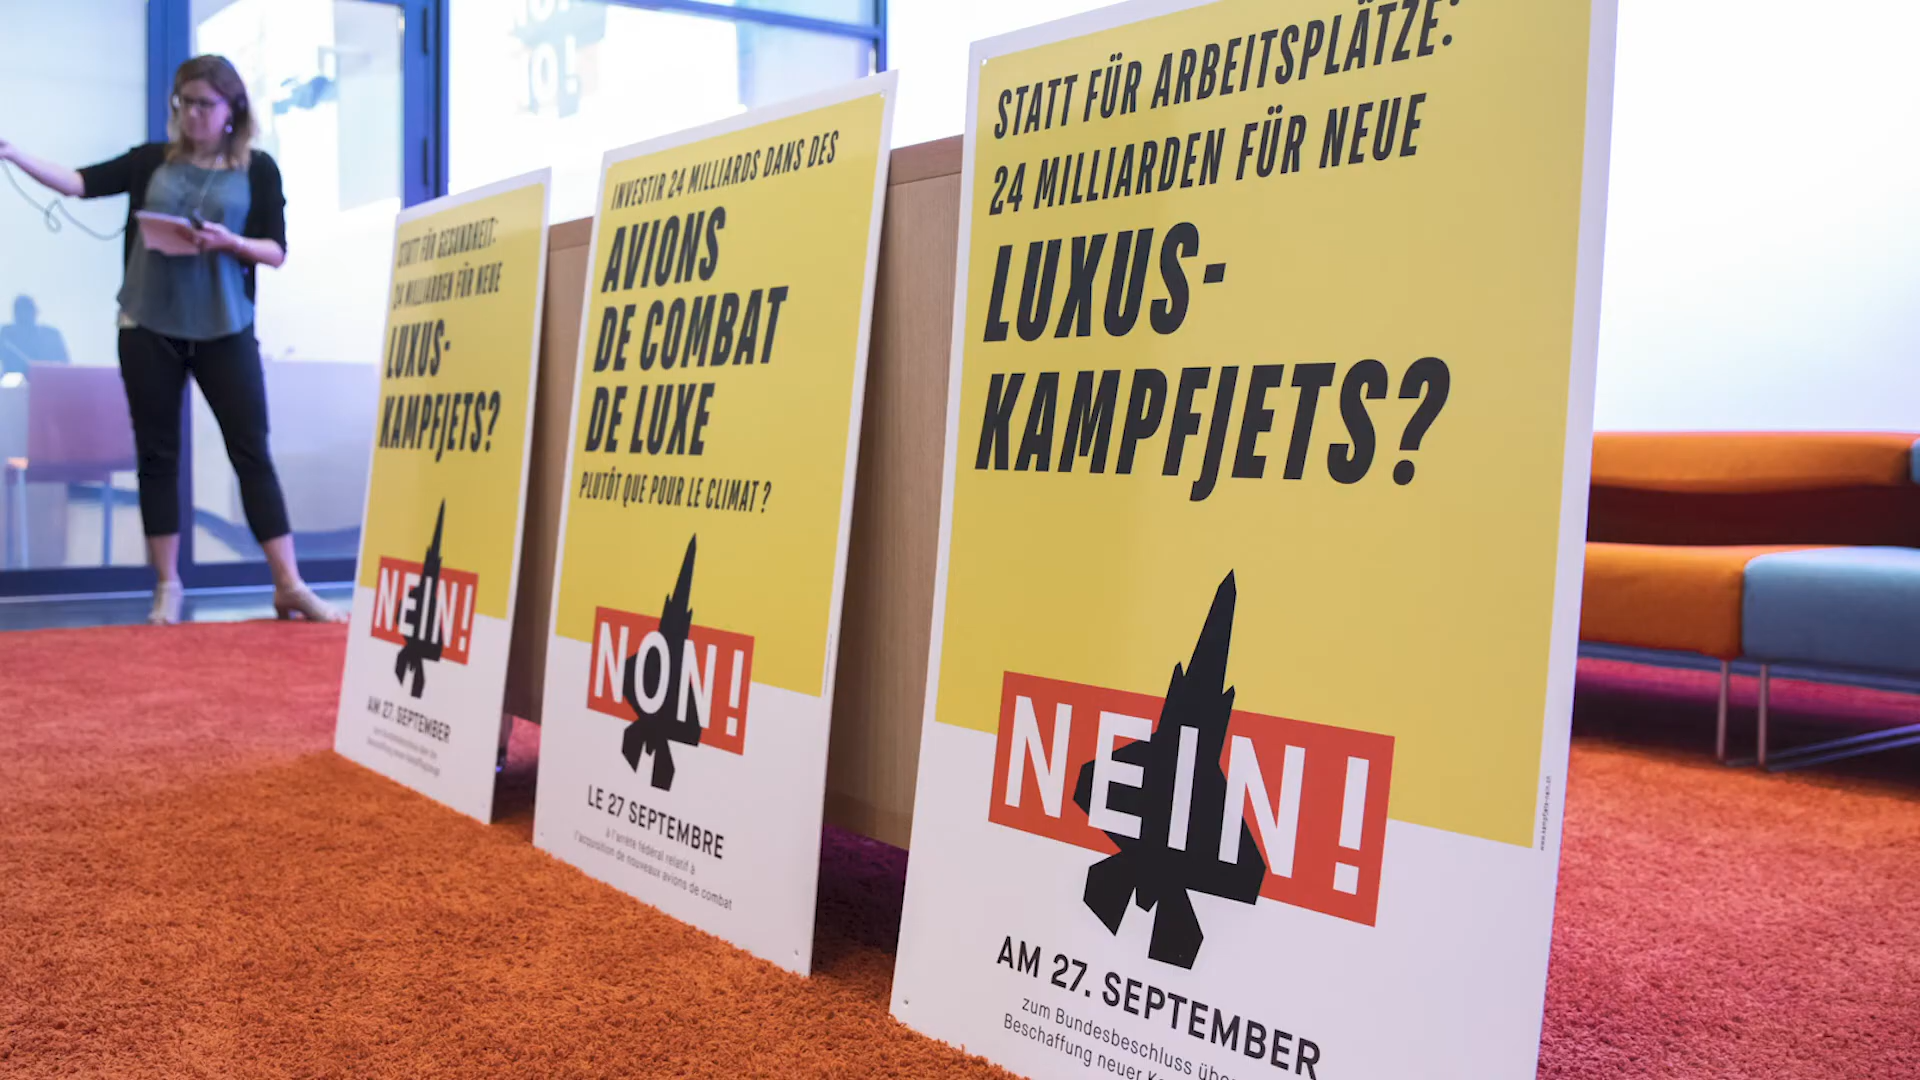 STATT FÜR GESUNDHEIT:
24 MILLIARDEN FÜR NEUE
LUXUS-
KAMPFJETS?
NEIN!
AM 27. SEPTEMBER
INVESTIR 24 MILLIARDS DANS DES
AVIONS
DE COMBAT
DE LUXE
PLUTÔT QUE POUR LE CLIMAT ?
NON!
LE 27 SEPTEMBRE
à l'arrêté fédéral relatif à
l'acquisition de nouveaux avions de combat
STATT FÜR ARBEITSPLÄTZE:
24 MILLIARDEN FÜR NEUE
LUXUS-
KAMPFJETS?
NEIN!
AM 27. SEPTEMBER
zum Bundesbeschluss über
Beschaffung neuer